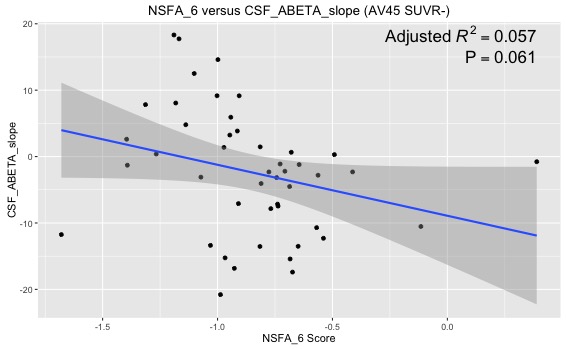 NSFA_6 versus CSF_ABETA_slope (AV45 SUVR-)
Adjusted R² = 0.057
P = 0.061
CSF_ABETA_slope
20
10
0
-10
-20
-1.5
-1.0
-0.5
0.0
NSFA_6 Score